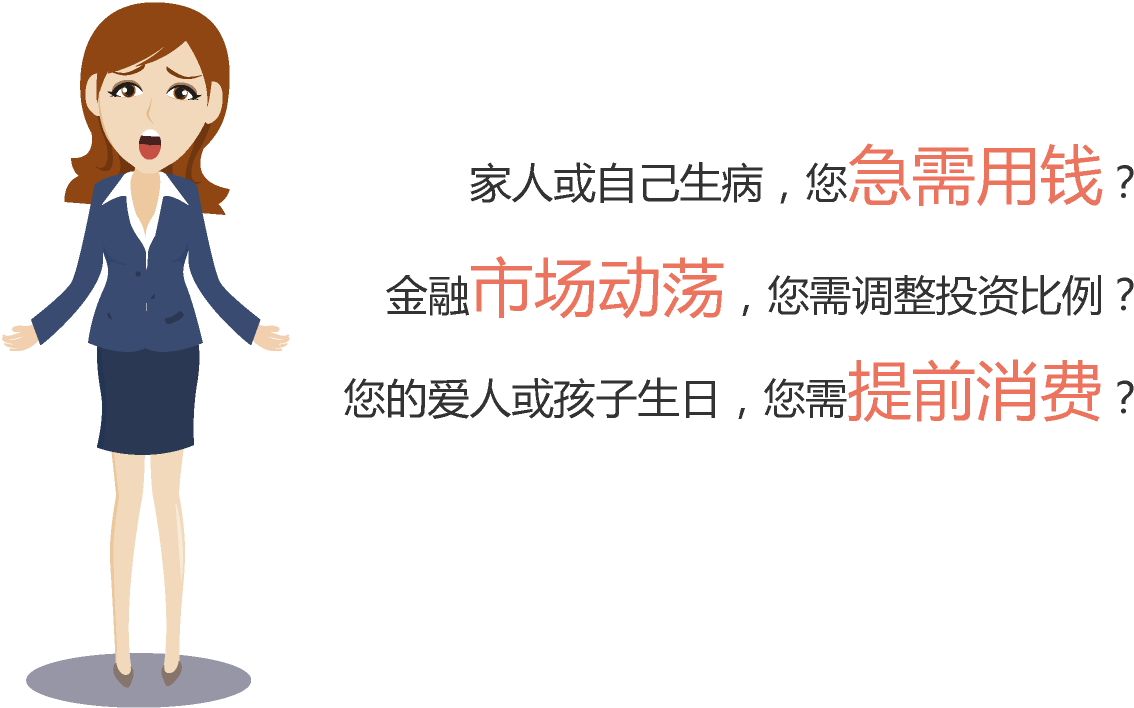 家人或自己生病，您急需用钱？
金融市场动荡，您需调整投资比例？
您的爱人或孩子生日，您需提前消费？